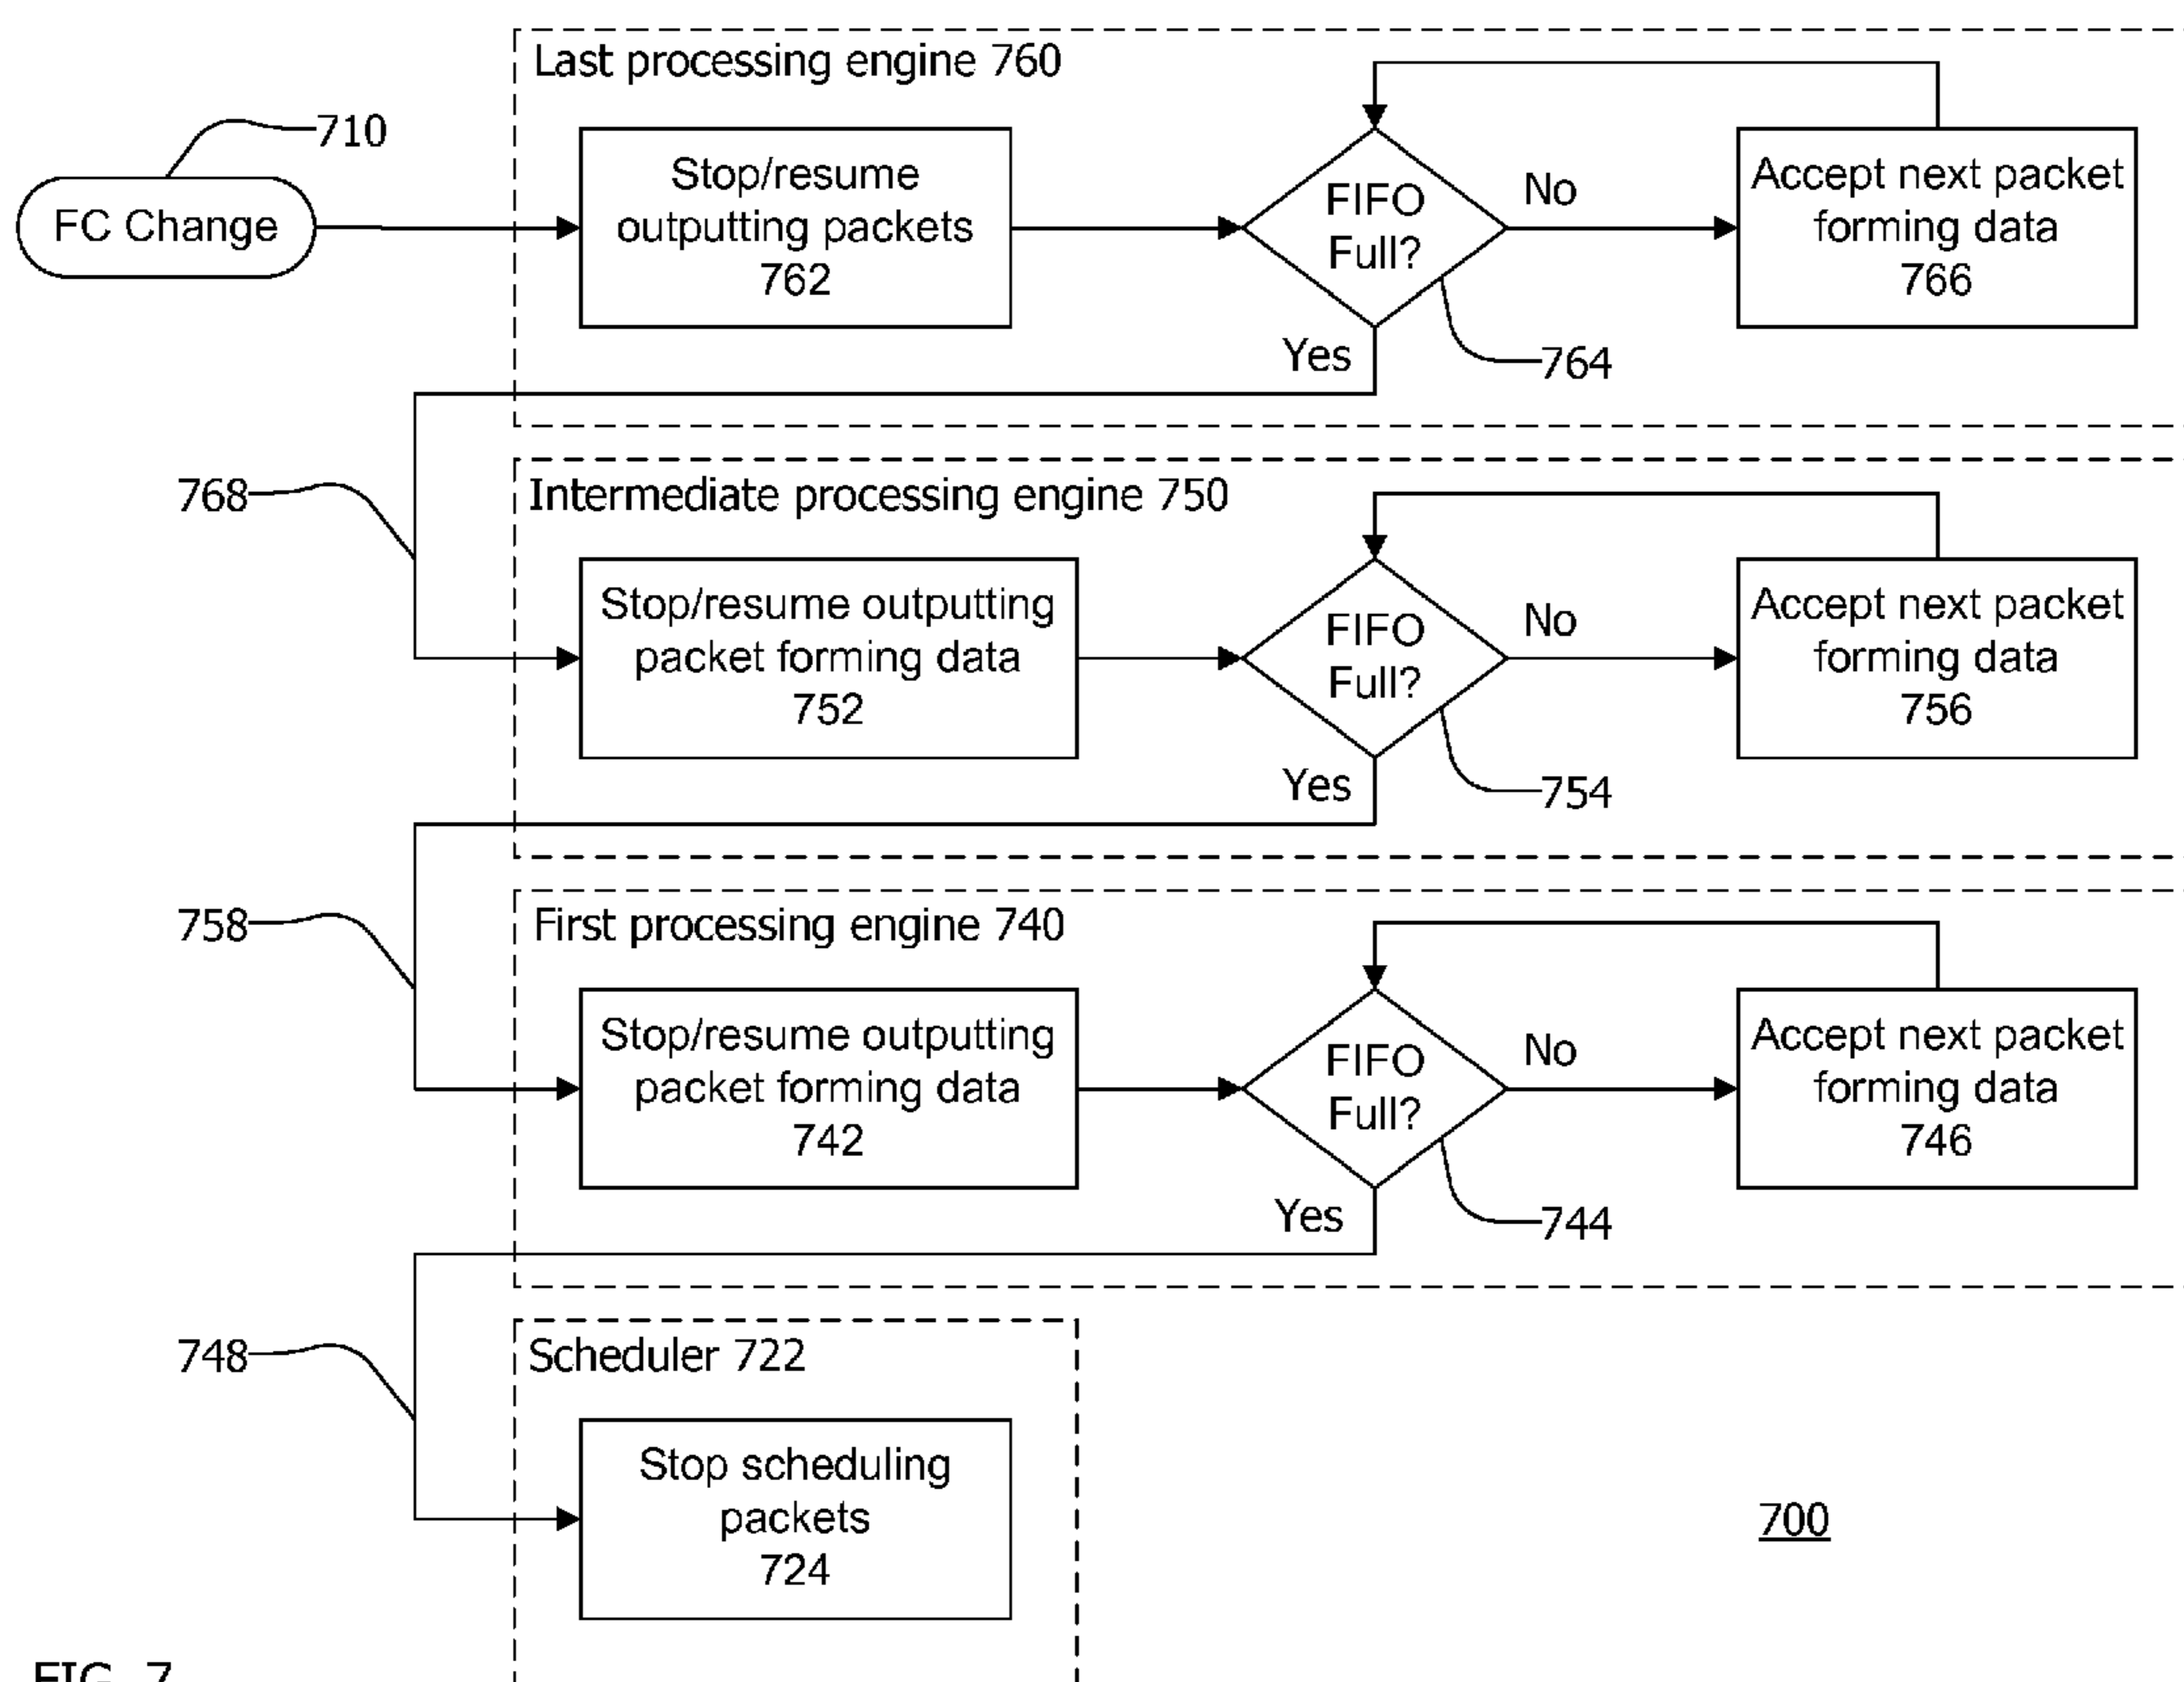 Last processing engine 760
710
FC Change
Stop/resume
outputting packets
762
FIFO
Full?
No
Accept next packet
forming data
766
Yes
764
768
Intermediate processing engine 750
Stop/resume outputting
packet forming data
752
FIFO
Full?
No
Accept next packet
forming data
756
Yes
754
758
First processing engine 740
Stop/resume outputting
packet forming data
742
FIFO
Full?
No
Accept next packet
forming data
746
Yes
744
748
Scheduler 722
Stop scheduling
packets
724
700
FIG. 7